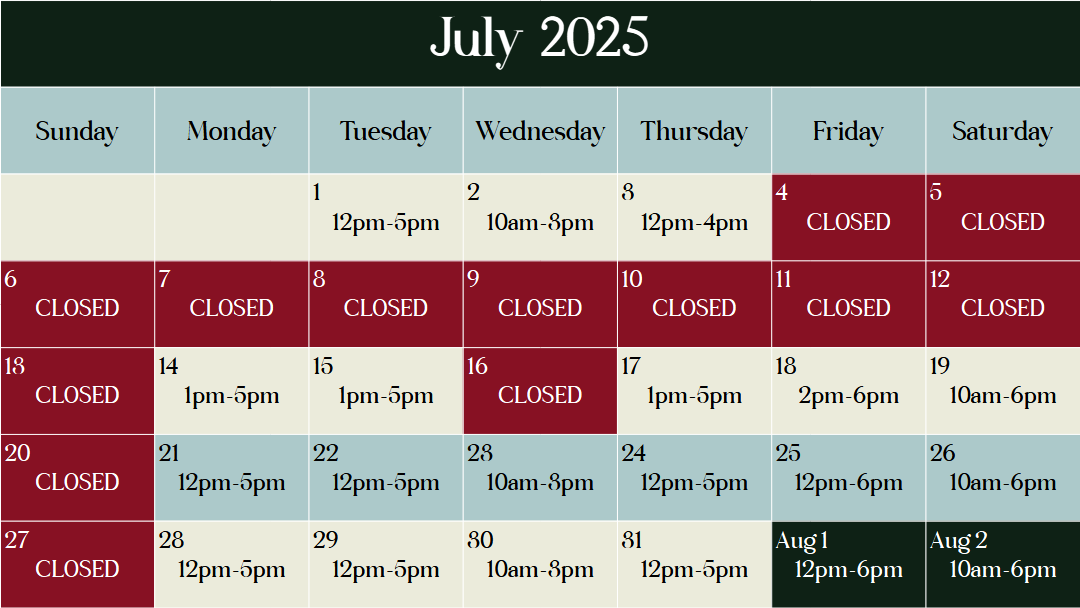 July 2025
Sunday Monday Tuesday Wednesday Thursday Friday Saturday
1 2 3 4 5
12pm-5pm 10am-8pm 12pm-4pm CLOSED CLOSED
6 7 8 9 10 11 12
CLOSED CLOSED CLOSED CLOSED CLOSED CLOSED CLOSED
13 14 15 16 17 18 19
CLOSED 1pm-5pm 1pm-5pm CLOSED 1pm-5pm 2pm-6pm 10am-6pm
20 21 22 23 24 25 26
CLOSED 12pm-5pm 12pm-5pm 10am-8pm 12pm-5pm 12pm-6pm 10am-6pm
27 28 29 30 31 Aug 1 Aug 2
CLOSED 12pm-5pm 12pm-5pm 10am-8pm 12pm-5pm 12pm-6pm 10am-6pm